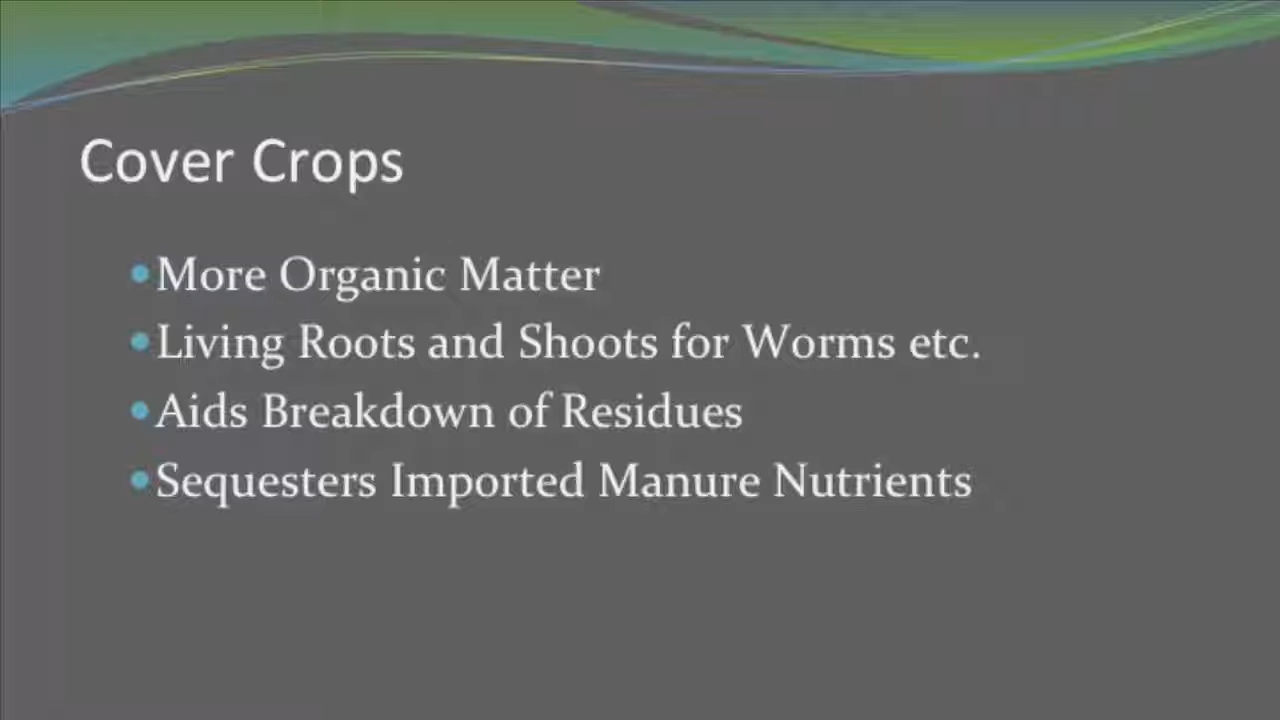 Cover Crops
•More Organic Matter
•Living Roots and Shoots for Worms etc.
•Aids Breakdown of Residues
•Sequesters Imported Manure Nutrients